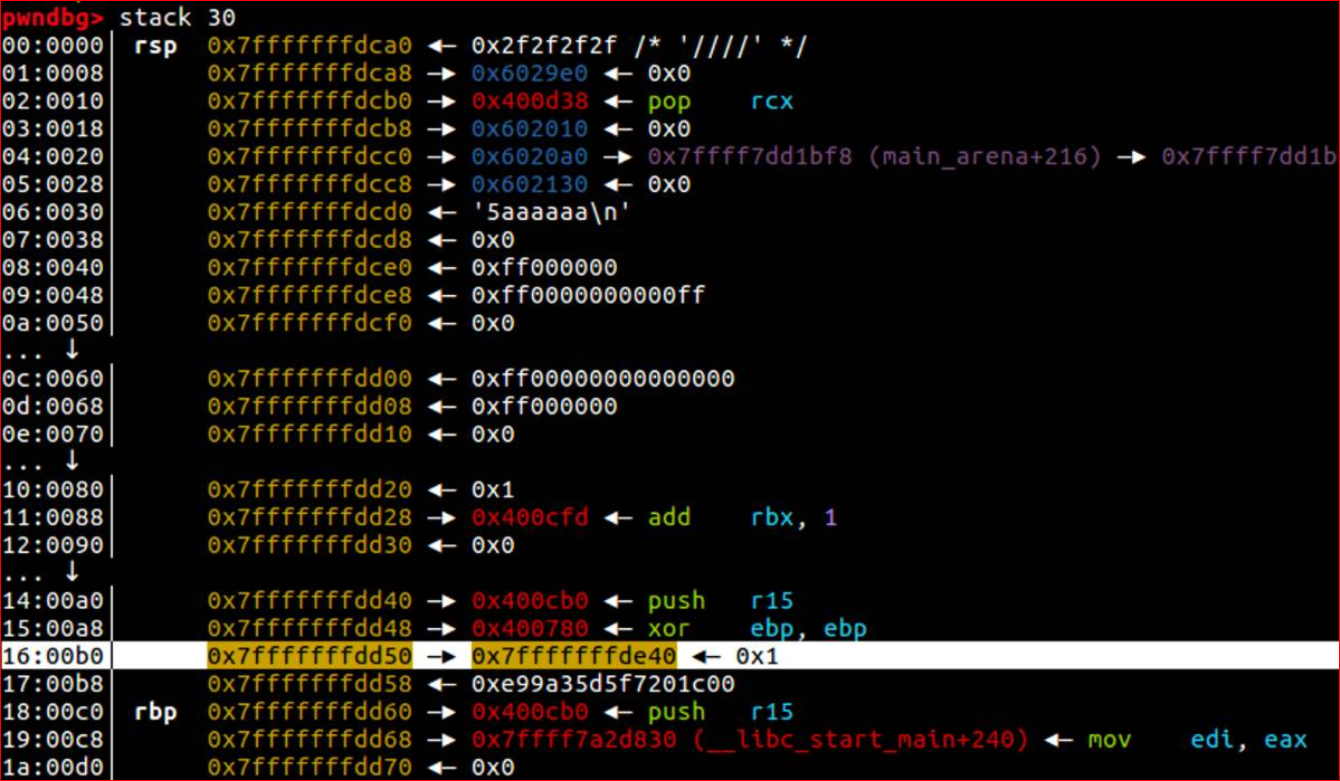 pwndbg> stack 30
00:0000│ rsp 0x7fffffffdca0 ◂— 0x2f2f2f2f /* '////' */
01:0008│ 0x7fffffffdca8 —▸ 0x6029e0 ◂— 0x0
02:0010│ 0x7fffffffdcb0 —▸ 0x400d38 ◂— pop rcx
03:0018│ 0x7fffffffdcb8 —▸ 0x602010 ◂— 0x0
04:0020│ 0x7fffffffdcc0 —▸ 0x6020a0 —▸ 0x7ffff7dd1bf8 (main_arena+216) —▸ 0x7ffff7dd1b
05:0028│ 0x7fffffffdcc8 —▸ 0x602130 ◂— 0x0
06:0030│ 0x7fffffffdcd0 ◂— '5aaaaaa\n'
07:0038│ 0x7fffffffdcd8 ◂— 0x0
08:0040│ 0x7fffffffdce0 ◂— 0xff000000
09:0048│ 0x7fffffffdce8 ◂— 0xff0000000000ff
0a:0050│ 0x7fffffffdcf0 ◂— 0x0
... ↓
0c:0060│ 0x7fffffffdd00 ◂— 0xff00000000000000
0d:0068│ 0x7fffffffdd08 ◂— 0xff000000
0e:0070│ 0x7fffffffdd10 ◂— 0x0
... ↓
10:0080│ 0x7fffffffdd20 ◂— 0x1
11:0088│ 0x7fffffffdd28 —▸ 0x400cfd ◂— add rbx, 1
12:0090│ 0x7fffffffdd30 ◂— 0x0
... ↓
14:00a0│ 0x7fffffffdd40 —▸ 0x400cb0 ◂— push r15
15:00a8│ 0x7fffffffdd48 —▸ 0x400780 ◂— xor ebp, ebp
16:00b0│ 0x7fffffffdd50 —▸ 0x7fffffffde40 ◂— 0x1
17:00b8│ 0x7fffffffdd58 ◂— 0xe99a35d5f7201c00
18:00c0│ rbp 0x7fffffffdd60 —▸ 0x400cb0 ◂— push r15
19:00c8│ 0x7fffffffdd68 —▸ 0x7ffff7a2d830 (__libc_start_main+240) ◂— mov edi, eax
1a:00d0│ 0x7fffffffdd70 ◂— 0x0